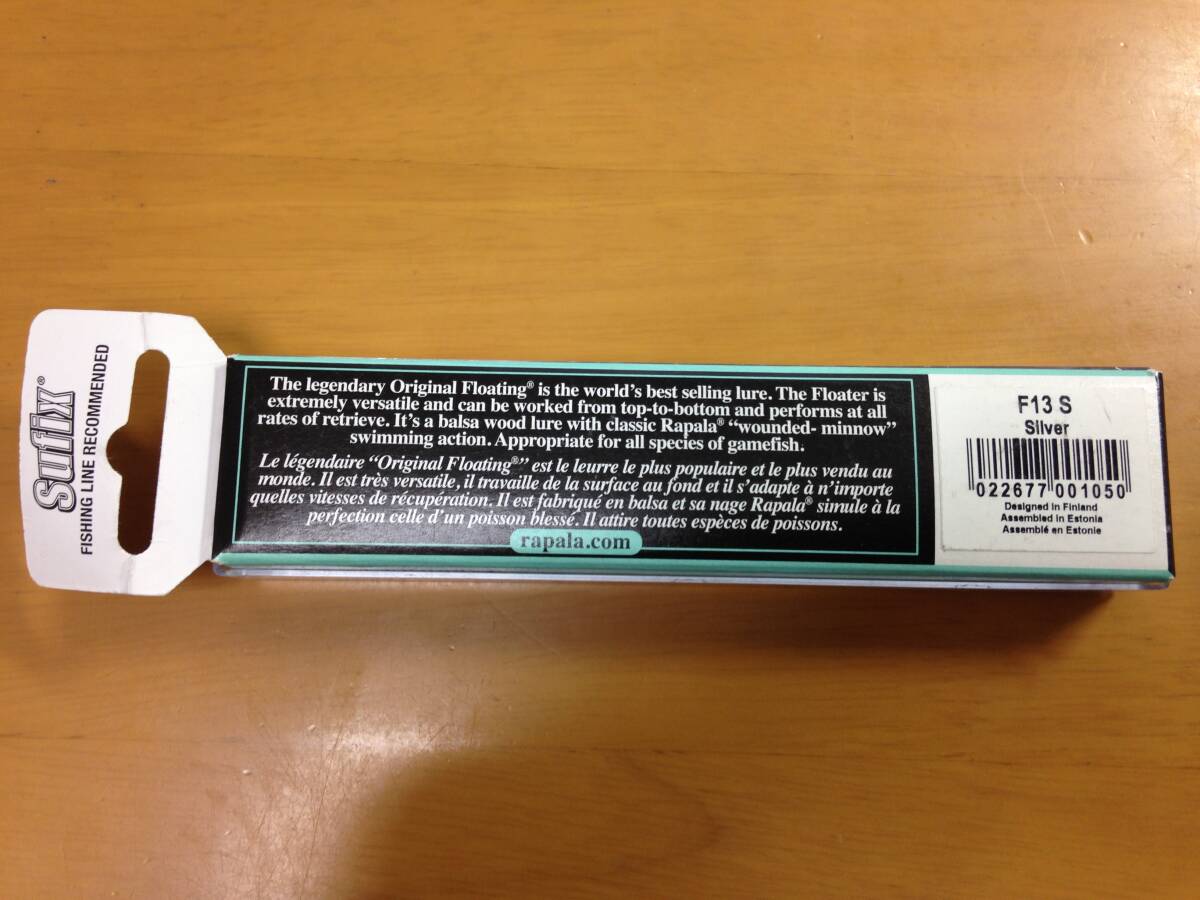 Sufix®
FISHING LINE RECOMMENDED
The legendary Original Floating® is the world's best selling lure. The Floater is
extremely versatile and can be worked from top-to-bottom and performs at all
rates of retrieve. It's a balsa wood lure with classic Rapala® “wounded- minnow”
swimming action. Appropriate for all species of gamefish.
Le légendaire “Original Floating®” est le leurre le plus populaire et le plus vendu au
monde. Il est très versatile, il travaille de la surface au fond et il s'adapte à n'importe
quelles vitesses de récupération. Il est fabriqué en balsa et sa nage Rapala® simule à la
perfection celle d'un poisson blessé. Il attire toutes espèces de poissons.
rapala.com
F13 S
Silver
022677 001050
Designed in Finland
Assembled in Estonia
Assemblé en Estonie